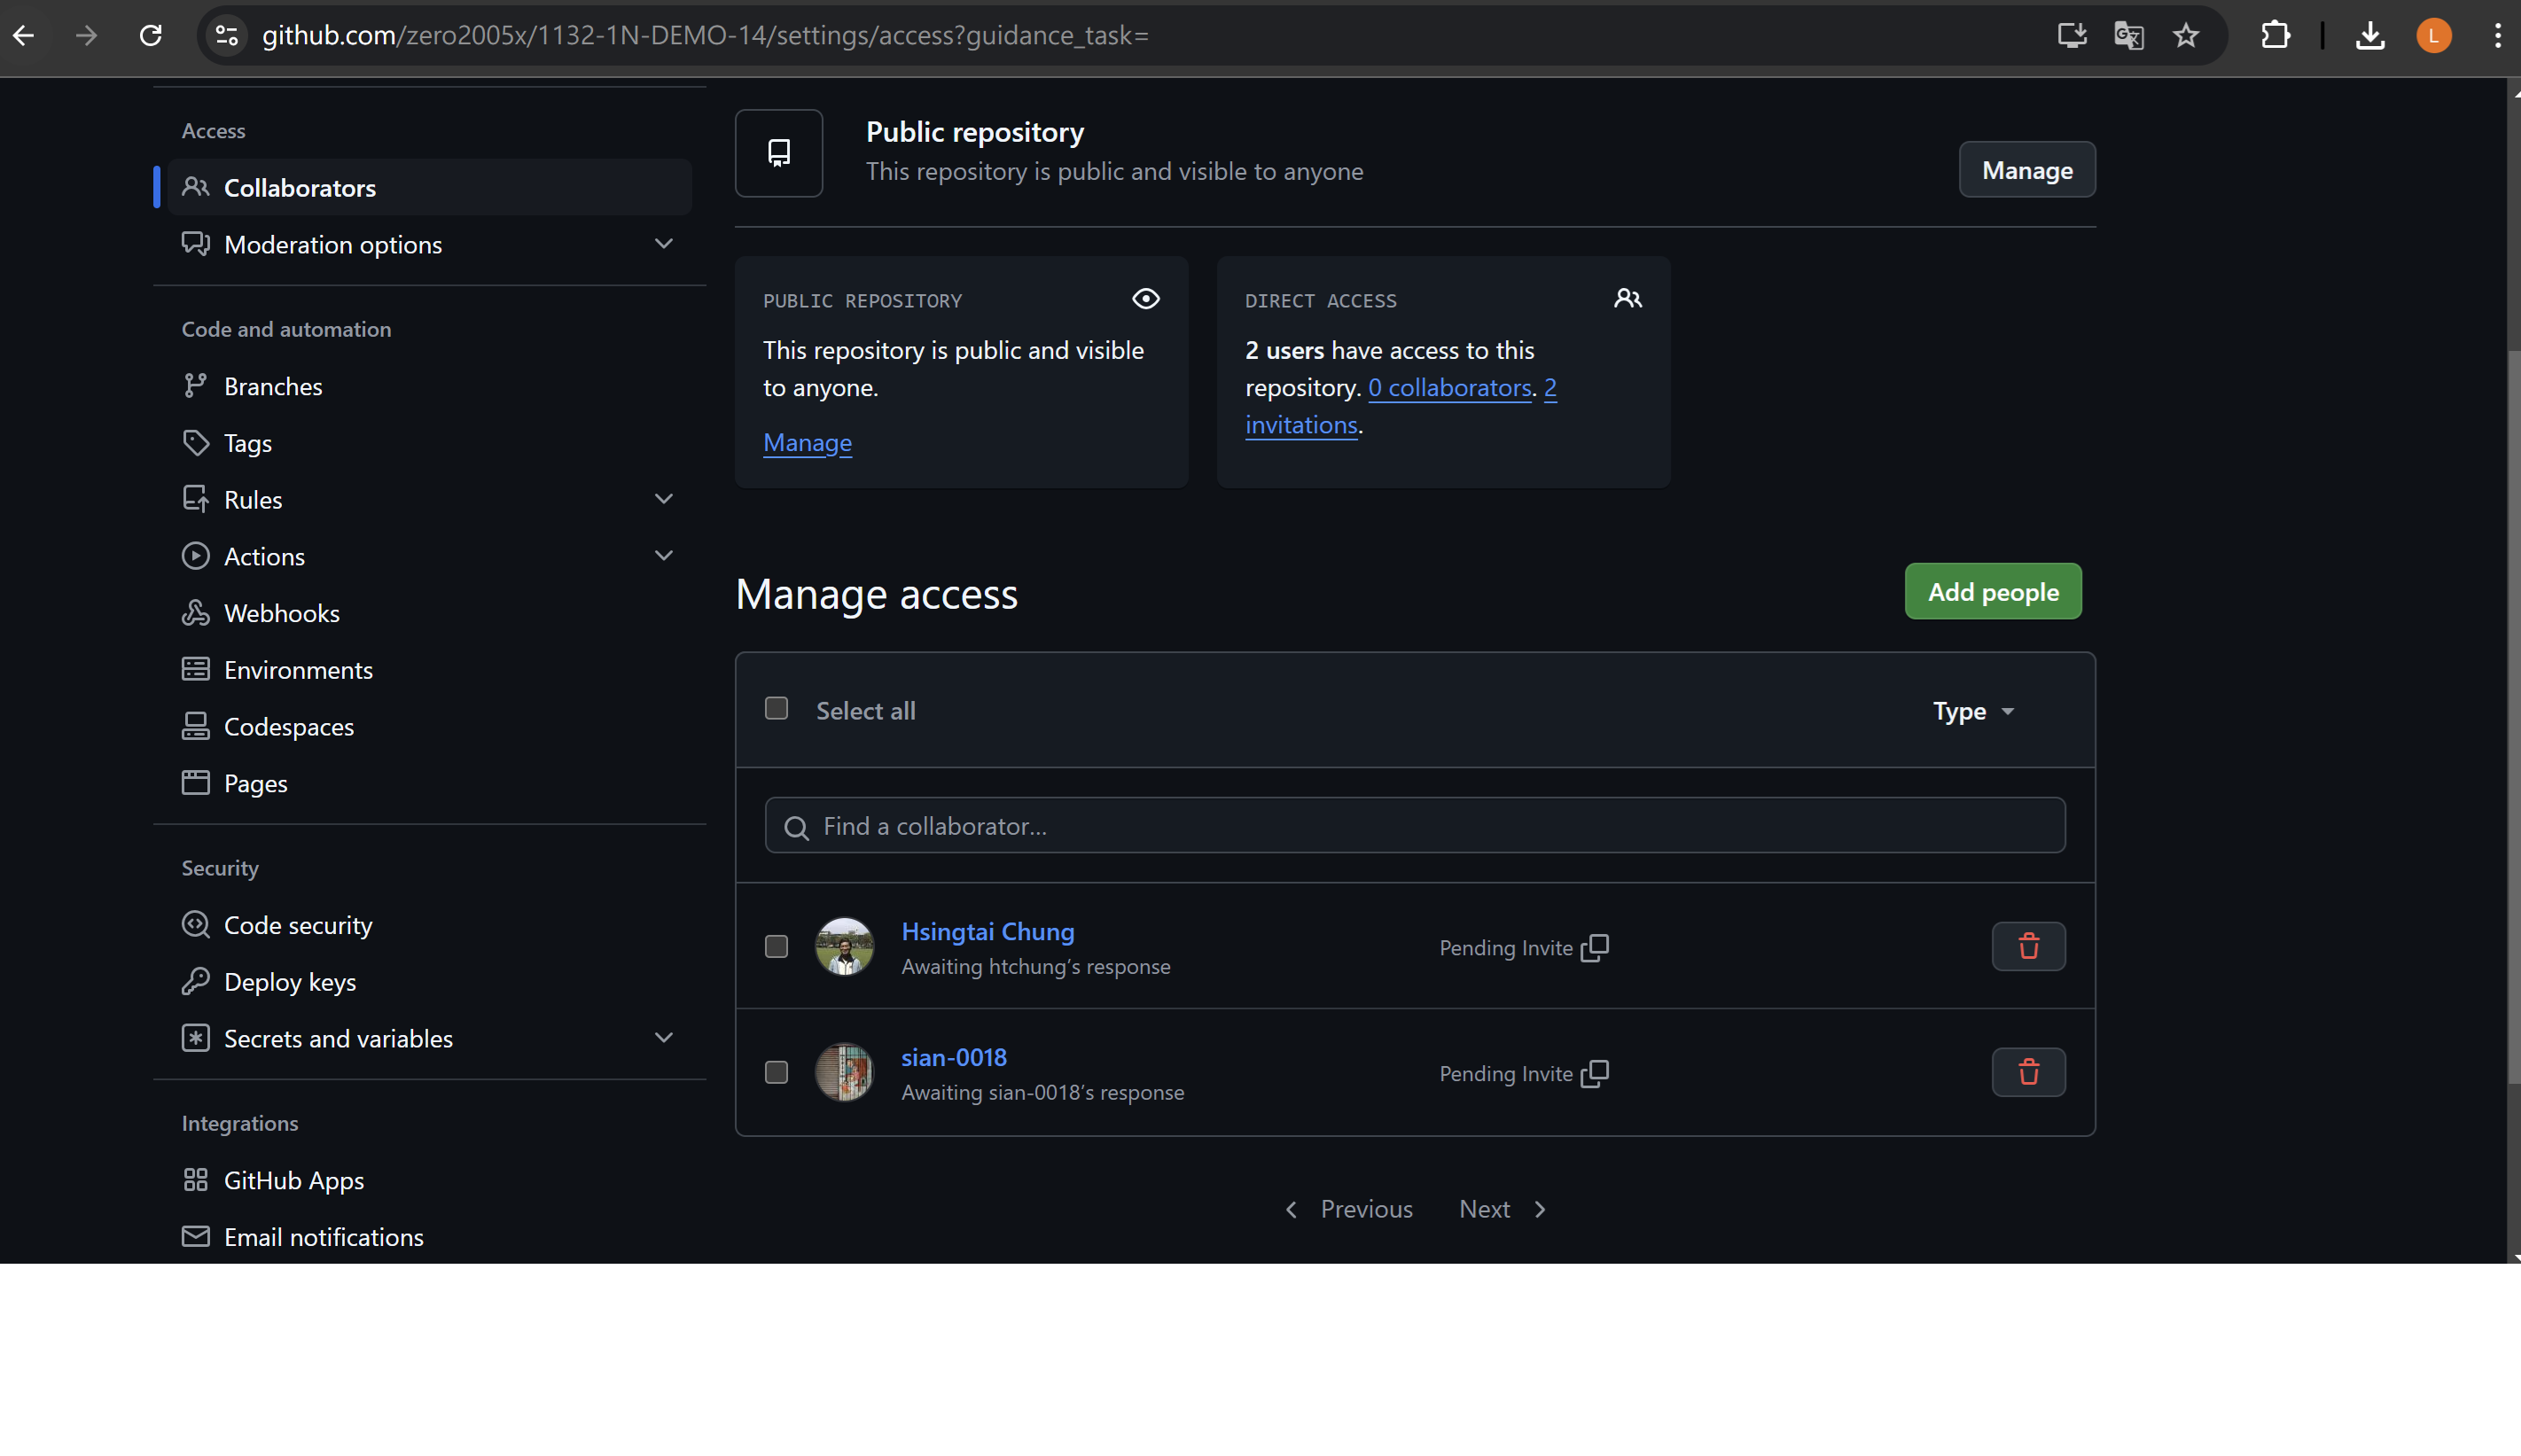 github.com/zero2005x/1132-1N-DEMO-14/settings/access?guidance_task=
L
Access
Collaborators
Moderation options
Code and automation
Branches
Tags
Rules
Actions
Webhooks
Environments
Codespaces
Pages
Security
Code security
Deploy keys
Secrets and variables
Integrations
GitHub Apps
Email notifications
Public repository
This repository is public and visible to anyone
Manage
PUBLIC REPOSITORY
This repository is public and visible
to anyone.
Manage
DIRECT ACCESS
2 users have access to this
repository. 0 collaborators. 2
invitations.
Manage access
Add people
Select all
Type
Find a collaborator...
Hsingtai Chung
Awaiting htchung's response
Pending Invite
sian-0018
Awaiting sian-0018's response
Pending Invite
Previous
Next